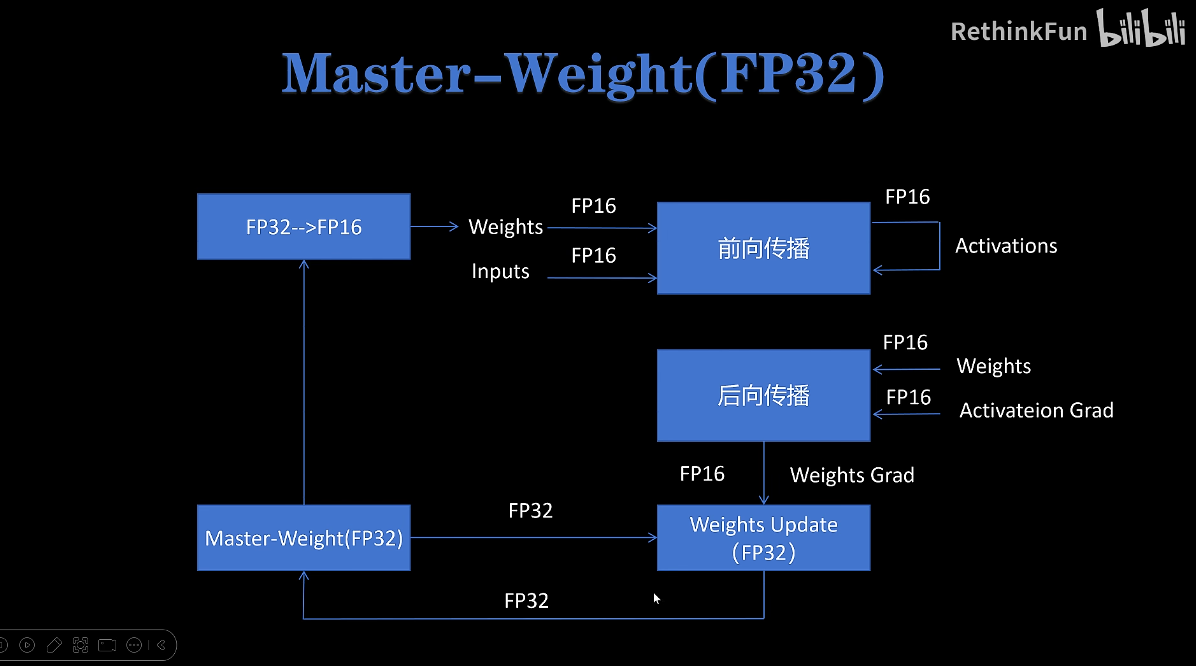 RethinkFun bilibili
Master-Weight(FP32)
FP32-->FP16
Weights
FP16
Inputs
FP16
前向传播
FP16
Activations
后向传播
FP16
Weights
FP16
Activateion Grad
FP16
Weights Grad
Master-Weight(FP32)
FP32
Weights Update
（FP32）
FP32